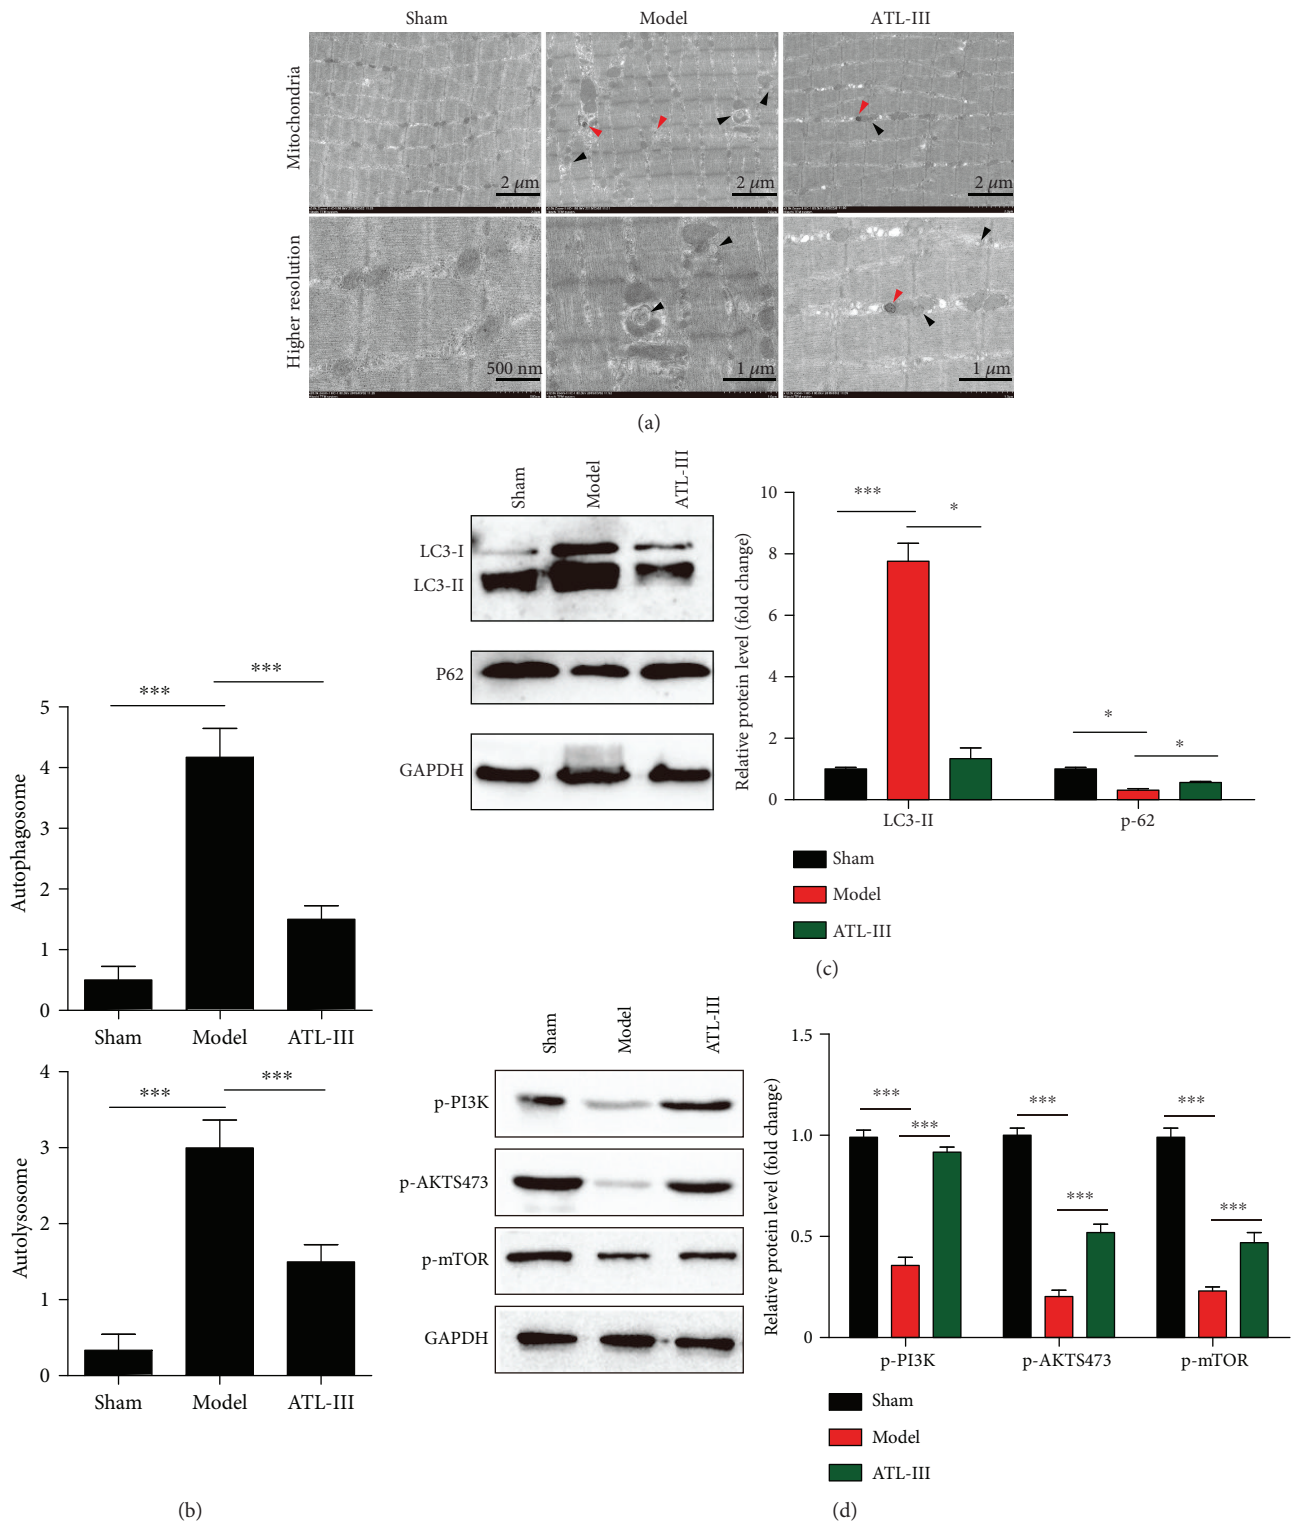 Sham Model ATL-III
Mitochondria
2 µm 2 µm 2 µm
Higher resolution
500 nm 1 µm 1 µm
(a)
Sham Model ATL-III
LC3-I
LC3-II
P62
GAPDH
Relative protein level (fold change)
10
8
6
4
2
0
*** *
* *
LC3-II p-62
Sham
Model
ATL-III
(c)
Autophagosome
5
4
3
2
1
0
*** ***
Sham Model ATL-III
Autolysosome
4
3
2
1
0
*** ***
Sham Model ATL-III
(b)
Sham Model ATL-III
p-PI3K
p-AKTS473
p-mTOR
GAPDH
Relative protein level (fold change)
1.5
1.0
0.5
0
*** *** ***
*** *** ***
p-PI3K p-AKTS473 p-mTOR
Sham
Model
ATL-III
(d)